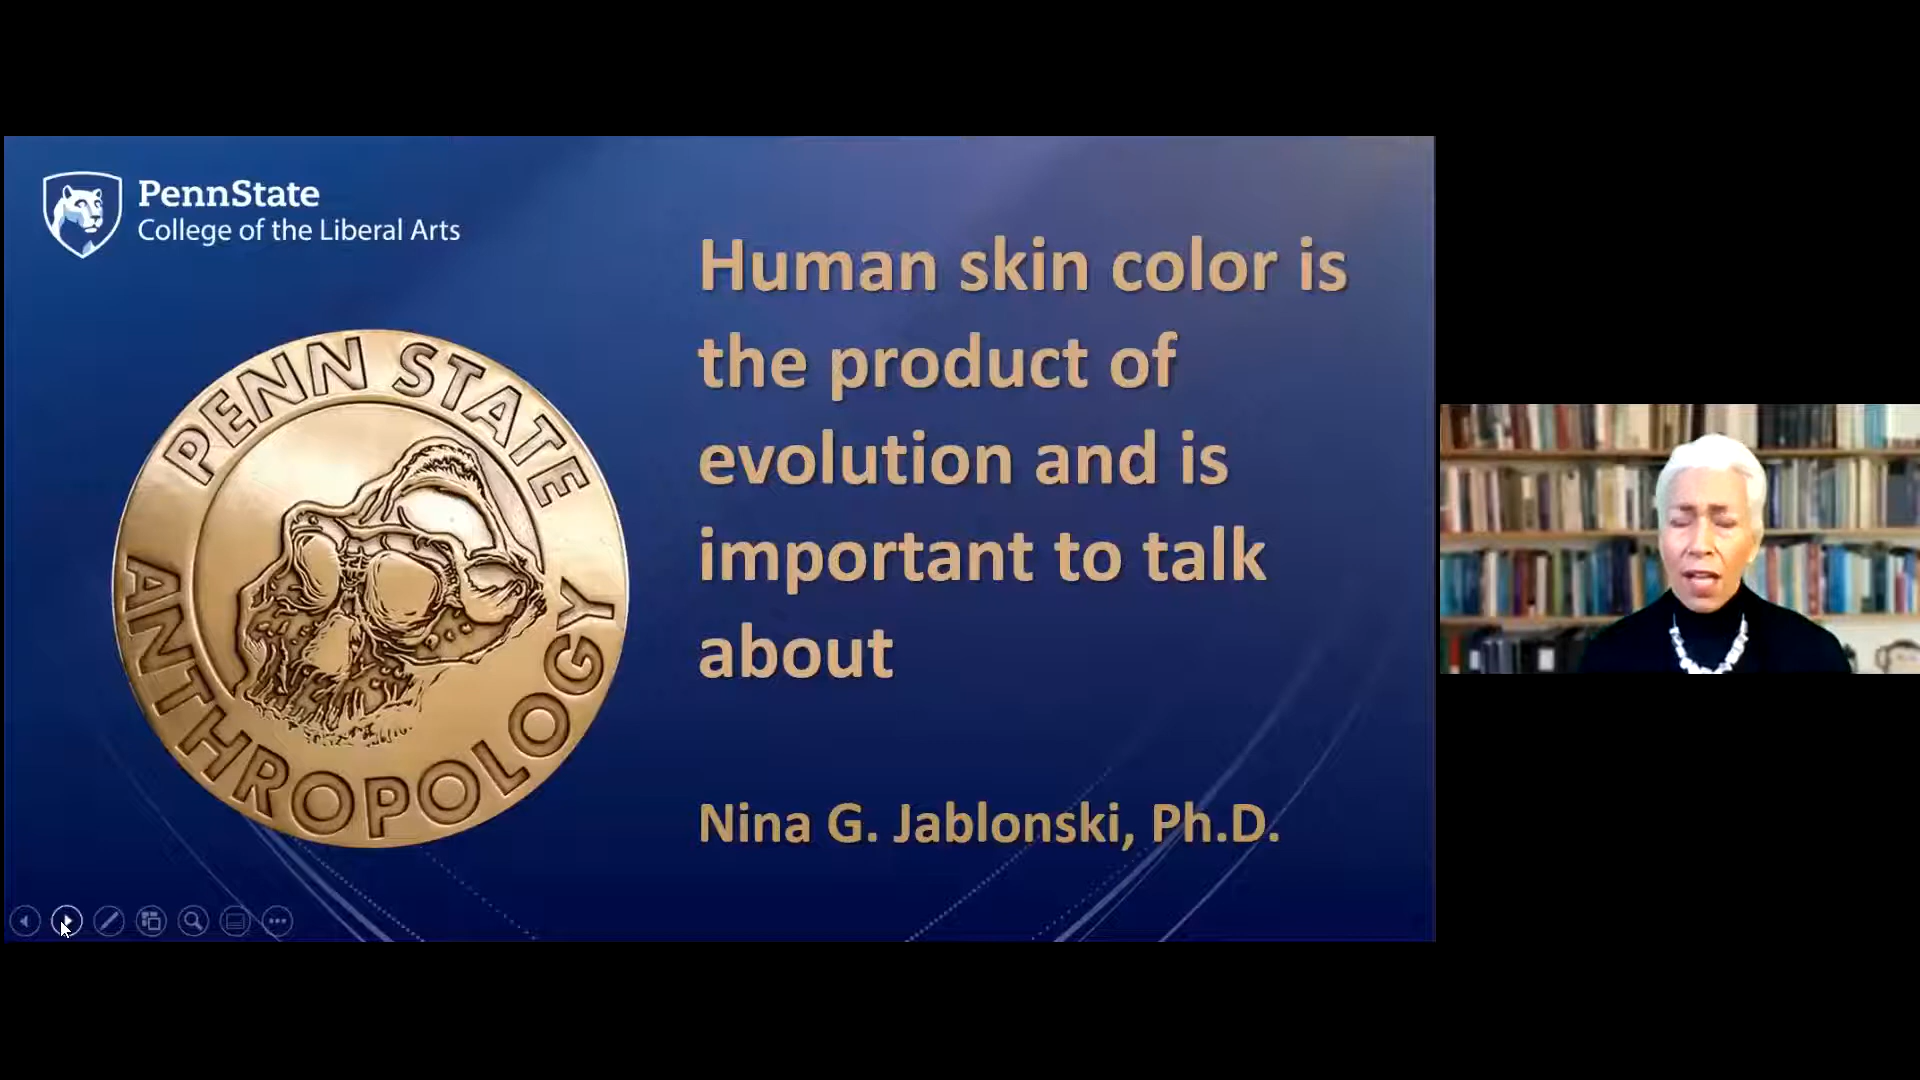 PennState
College of the Liberal Arts
PENN STATE
ANTHROPOLOGY
Human skin color is
the product of
evolution and is
important to talk
about
Nina G. Jablonski, Ph.D.